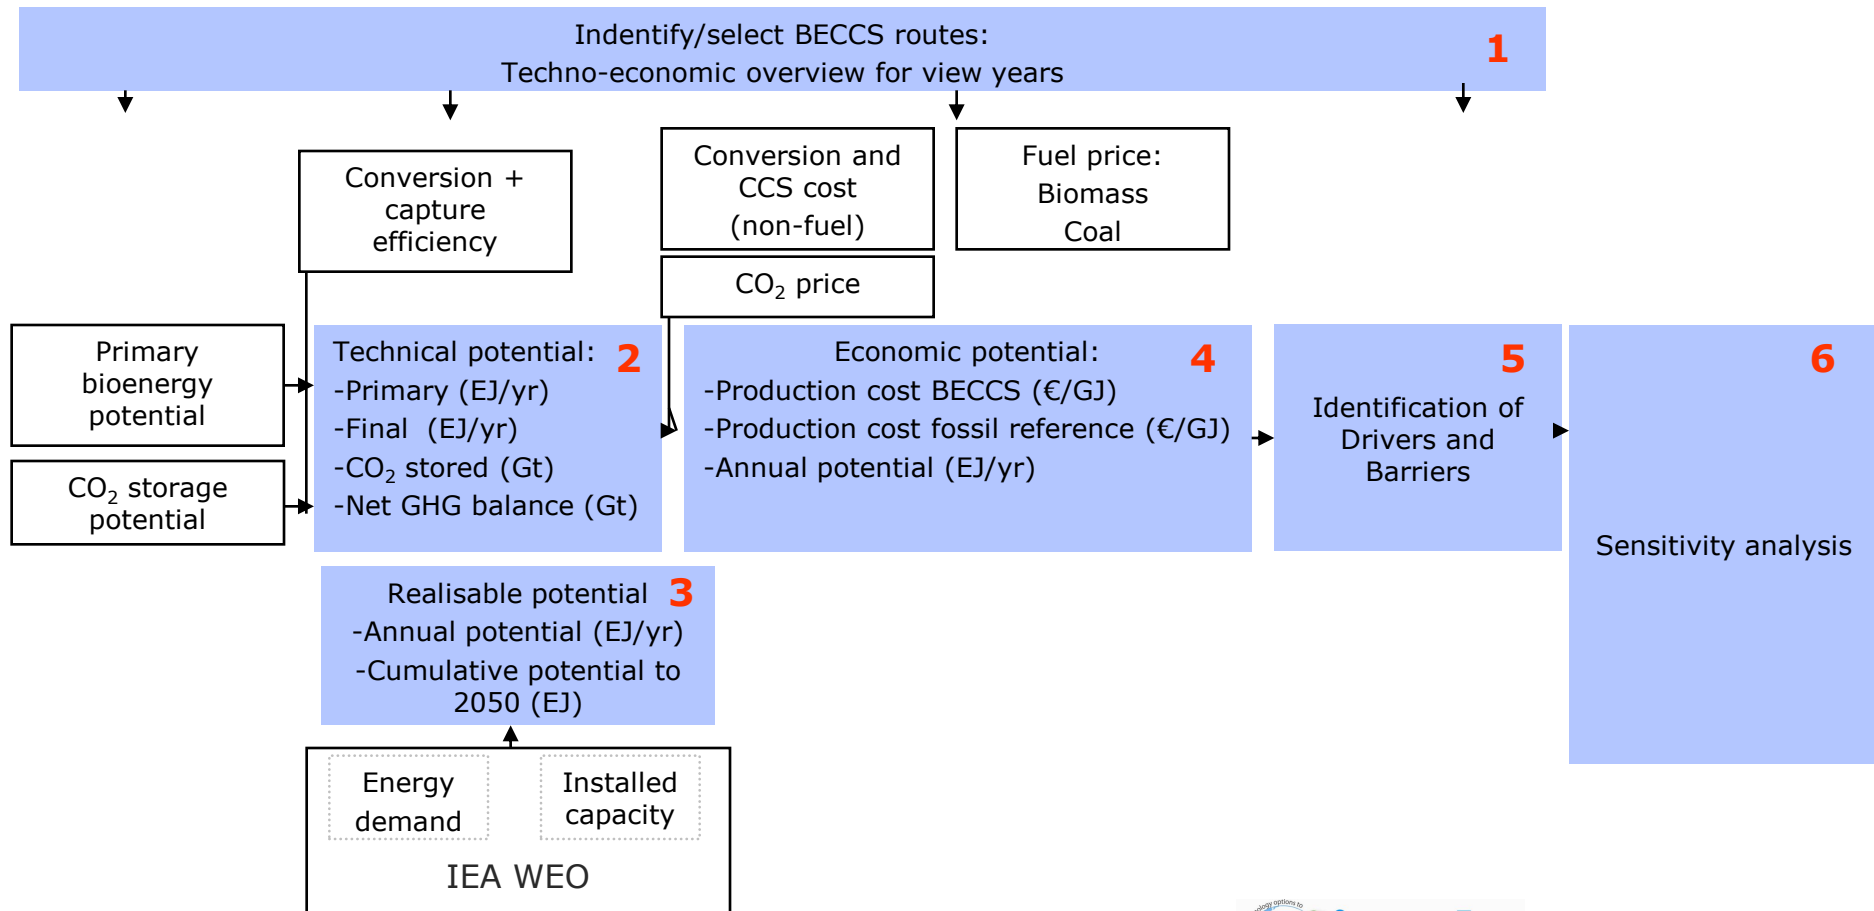 Indentify/select BECCS routes:
Techno-economic overview for view years
1
Conversion +
capture
efficiency
Conversion and
CCS cost
(non-fuel)
Fuel price:
Biomass
Coal
CO₂ price
Primary
bioenergy
potential
CO₂ storage
potential
Technical potential: 2
-Primary (EJ/yr)
-Final (EJ/yr)
-CO₂ stored (Gt)
-Net GHG balance (Gt)
Economic potential: 4
-Production cost BECCS (€/GJ)
-Production cost fossil reference (€/GJ)
-Annual potential (EJ/yr)
5
Identification of
Drivers and
Barriers
6
Sensitivity analysis
Realisable potential 3
-Annual potential (EJ/yr)
-Cumulative potential to
2050 (EJ)
Energy
demand
Installed
capacity
IEA WEO